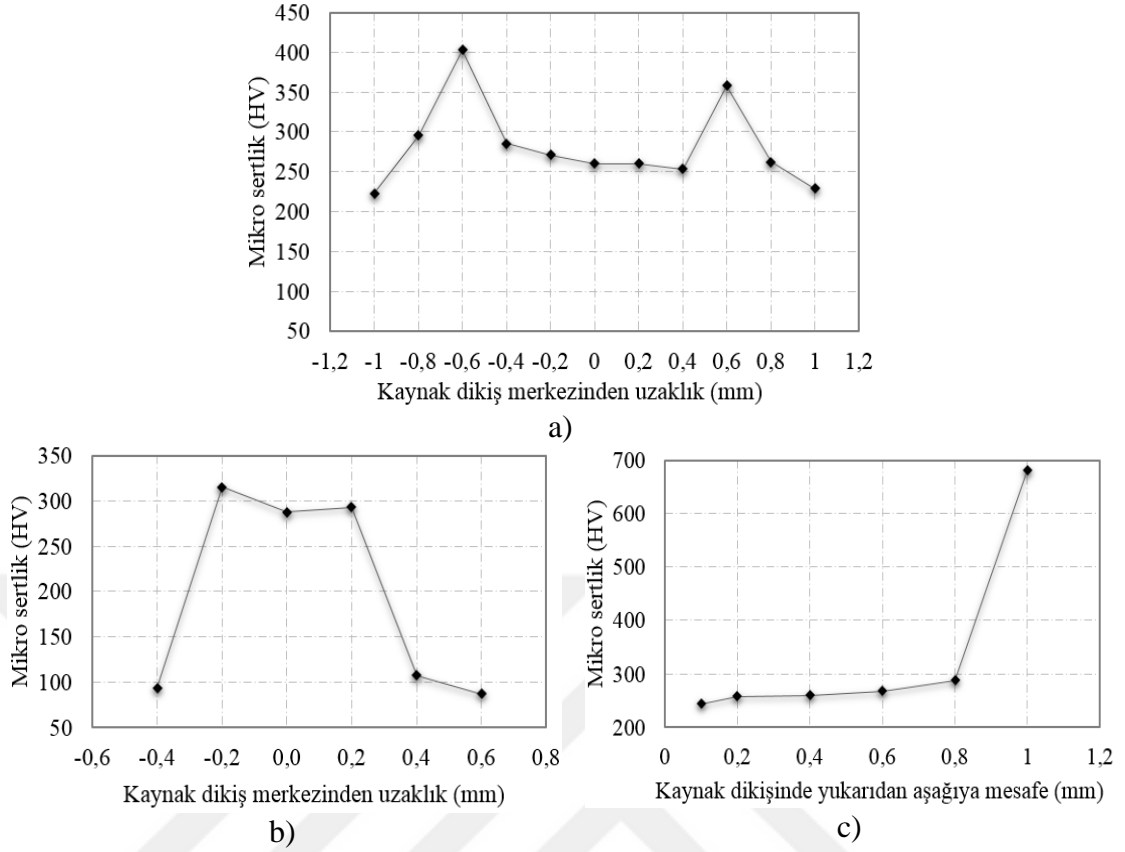 450
400
350
300
250
200
150
100
50
Mikro sertlik (HV)
-1,2 -1 -0,8 -0,6 -0,4 -0,2 0 0,2 0,4 0,6 0,8 1 1,2
Kaynak dikiş merkezinden uzaklık (mm)
a)
350
300
250
200
150
100
50
Mikro sertlik (HV)
-0,6 -0,4 -0,2 0,0 0,2 0,4 0,6 0,8
Kaynak dikiş merkezinden uzaklık (mm)
b)
700
600
500
400
300
200
Mikro sertlik (HV)
0 0,2 0,4 0,6 0,8 1 1,2
Kaynak dikişinde yukarıdan aşağıya mesafe (mm)
c)